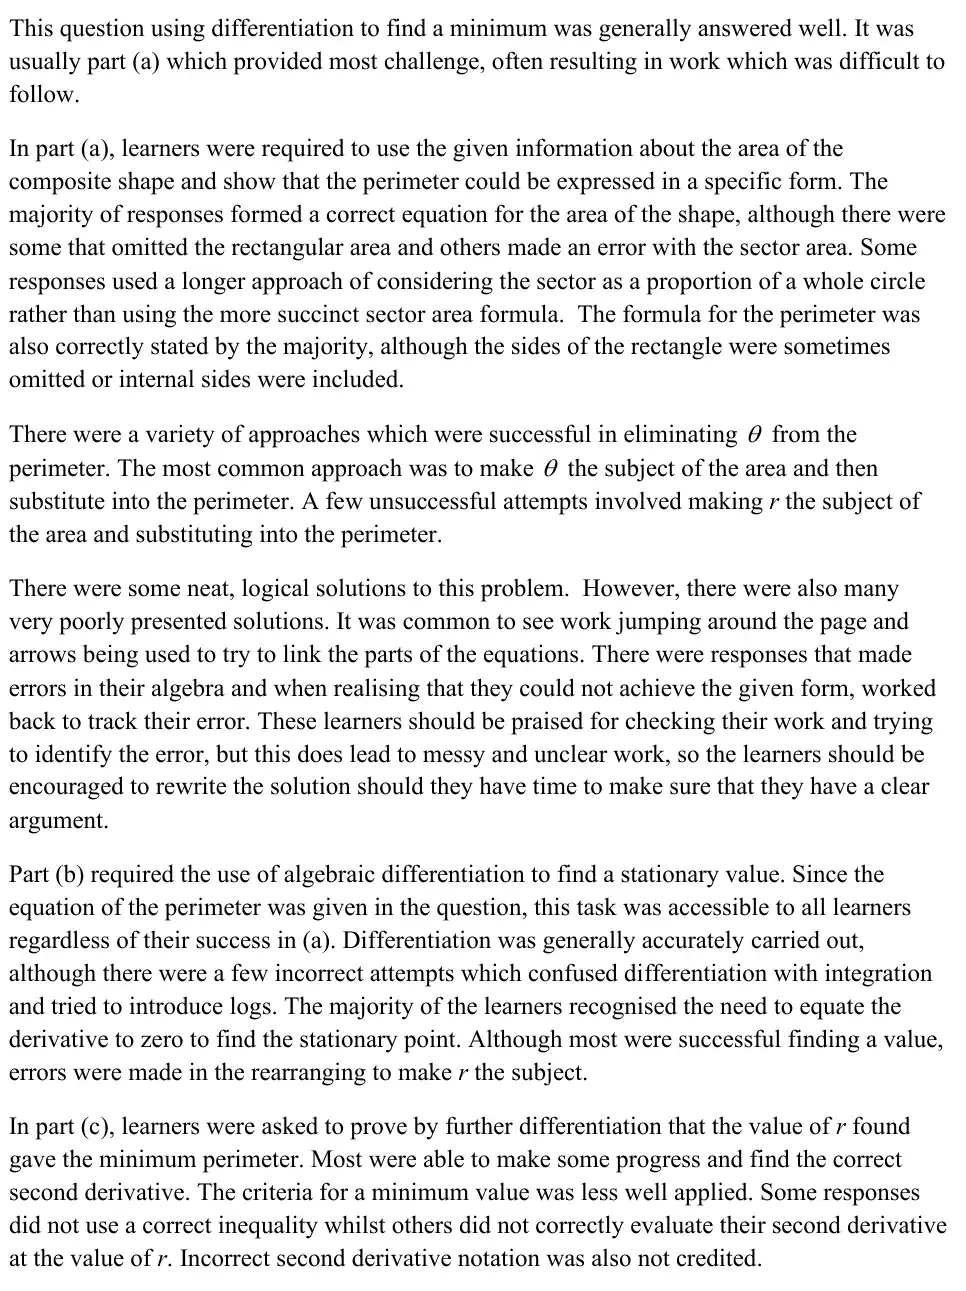 This question using differentiation to find a minimum was generally answered well. It was
usually part (a) which provided most challenge, often resulting in work which was difficult to
follow.
In part (a), learners were required to use the given information about the area of the
composite shape and show that the perimeter could be expressed in a specific form. The
majority of responses formed a correct equation for the area of the shape, although there were
some that omitted the rectangular area and others made an error with the sector area. Some
responses used a longer approach of considering the sector as a proportion of a whole circle
rather than using the more succinct sector area formula.  The formula for the perimeter was
also correctly stated by the majority, although the sides of the rectangle were sometimes
omitted or internal sides were included.
There were a variety of approaches which were successful in eliminating θ from the
perimeter. The most common approach was to make θ the subject of the area and then
substitute into the perimeter. A few unsuccessful attempts involved making r the subject of
the area and substituting into the perimeter.
There were some neat, logical solutions to this problem.  However, there were also many
very poorly presented solutions. It was common to see work jumping around the page and
arrows being used to try to link the parts of the equations. There were responses that made
errors in their algebra and when realising that they could not achieve the given form, worked
back to track their error. These learners should be praised for checking their work and trying
to identify the error, but this does lead to messy and unclear work, so the learners should be
encouraged to rewrite the solution should they have time to make sure that they have a clear
argument.
Part (b) required the use of algebraic differentiation to find a stationary value. Since the
equation of the perimeter was given in the question, this task was accessible to all learners
regardless of their success in (a). Differentiation was generally accurately carried out,
although there were a few incorrect attempts which confused differentiation with integration
and tried to introduce logs. The majority of the learners recognised the need to equate the
derivative to zero to find the stationary point. Although most were successful finding a value,
errors were made in the rearranging to make r the subject.
In part (c), learners were asked to prove by further differentiation that the value of r found
gave the minimum perimeter. Most were able to make some progress and find the correct
second derivative. The criteria for a minimum value was less well applied. Some responses
did not use a correct inequality whilst others did not correctly evaluate their second derivative
at the value of r. Incorrect second derivative notation was also not credited.